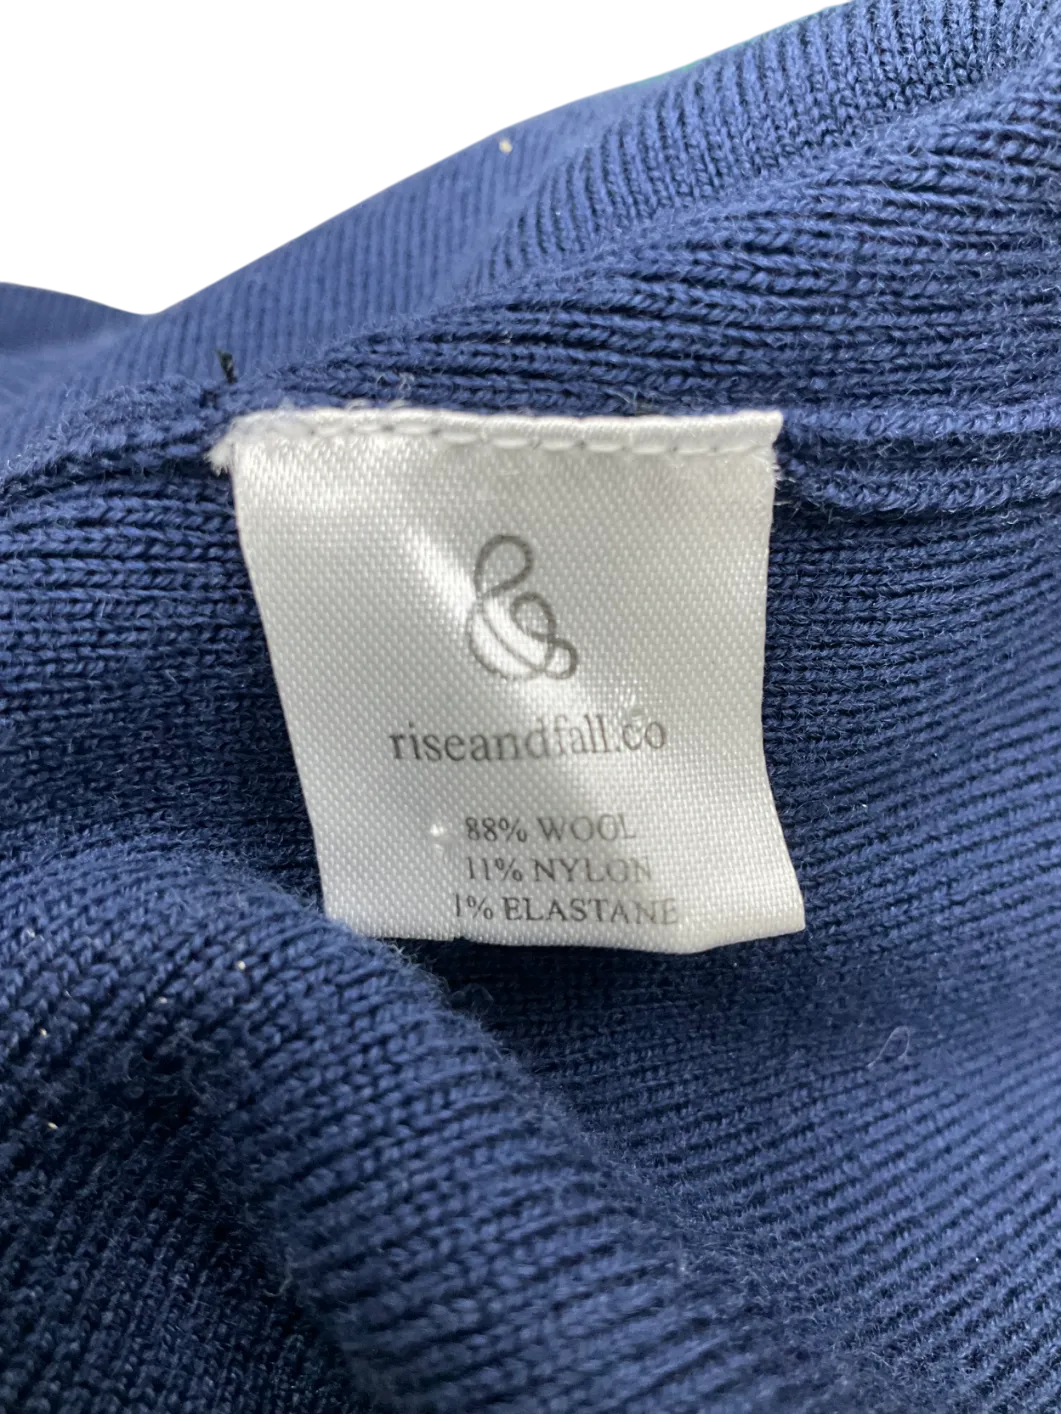 riseandfall.co
88% WOOL
11% NYLON
1% ELASTANE